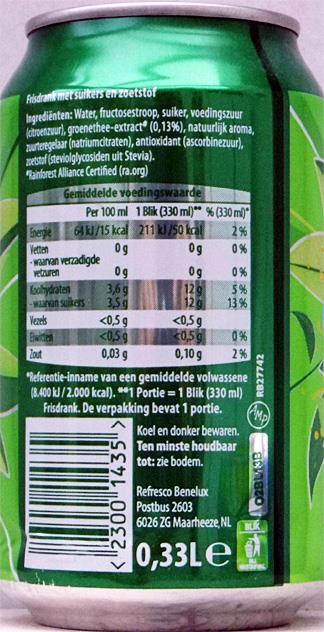 Frisdrank met suikers en zoetstof
Ingrediënten: Water, fructosestroop, suiker, voedingszuur
(citroenzuur), groenethee-extract# (0,13%), natuurlijk aroma,
zuurteregelaar (natriumcitraten), antioxidant (ascorbinezuur),
zoetstof (steviolglycosiden uit Stevia).
#Rainforest Alliance Certified (ra.org)
Gemiddelde voedingswaarde
Per 100 ml 1 Blik (330 ml)** % (330 ml)*
Energie 64 kJ/15 kcal 211 kJ/50 kcal 2 %
Vetten 0 g 0 g 0 %
- waarvan verzadigde
vetzuren 0 g 0 g 0 %
Koolhydraten 3,6 g 12 g 5 %
- waarvan suikers 3,5 g 12 g 13 %
Vezels <0,5 g <0,5 g
Eiwitten <0,5 g <0,5 g 0 %
Zout 0,03 g 0,10 g 2 %
*Referentie-inname van een gemiddelde volwassene
(8.400 kJ / 2.000 kcal). **1 Portie = 1 Blik (330 ml)
Frisdrank. De verpakking bevat 1 portie.
RB27742
AMP
Koel en donker bewaren.
Ten minste houdbaar
tot: zie bodem.
Refresco Benelux
Postbus 2603
6026 ZG Maarheeze, NL
0,33L e
< 2300 1435 >
BLIK